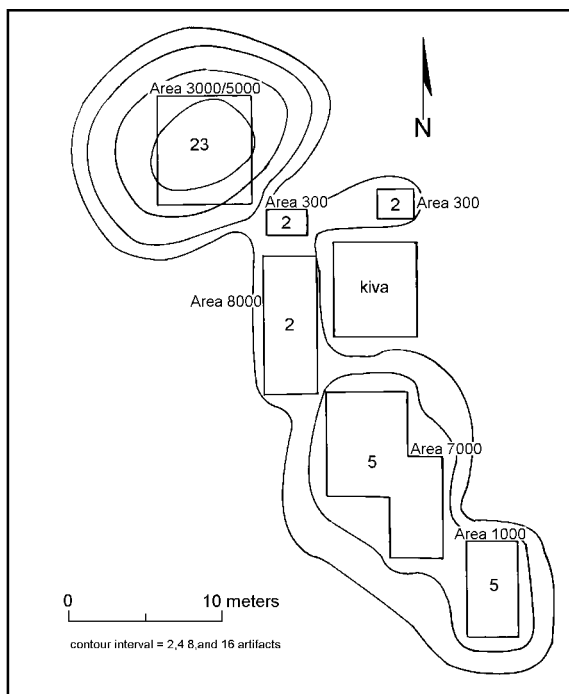 Area 3000/5000
23
N
Area 300
2
2
Area 300
kiva
Area 8000
2
Area 7000
5
Area 1000
5
0 10 meters
contour interval = 2,4 8,and 16 artifacts